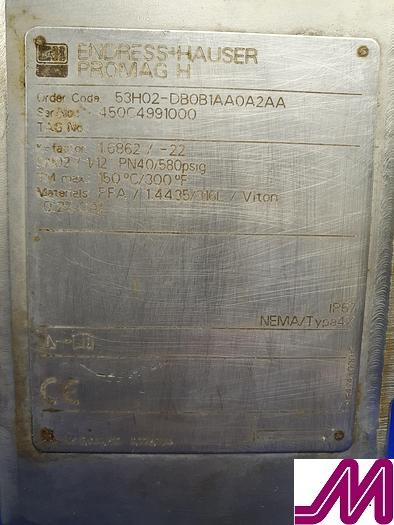 ENDRESS+HAUSER
PROMAG H
Order Code: 53H02-DB0B1AA0A2AA
Ser.No.: 450C4991000
TAG No.:
K-factor: 1.6862 / -22
DN02 / 1/12" PN40/580psig
TM max: 150°C/300°F
Materials: PFA / 1.4435/316L / Viton
IP67
NEMA/Type4X
CE
M